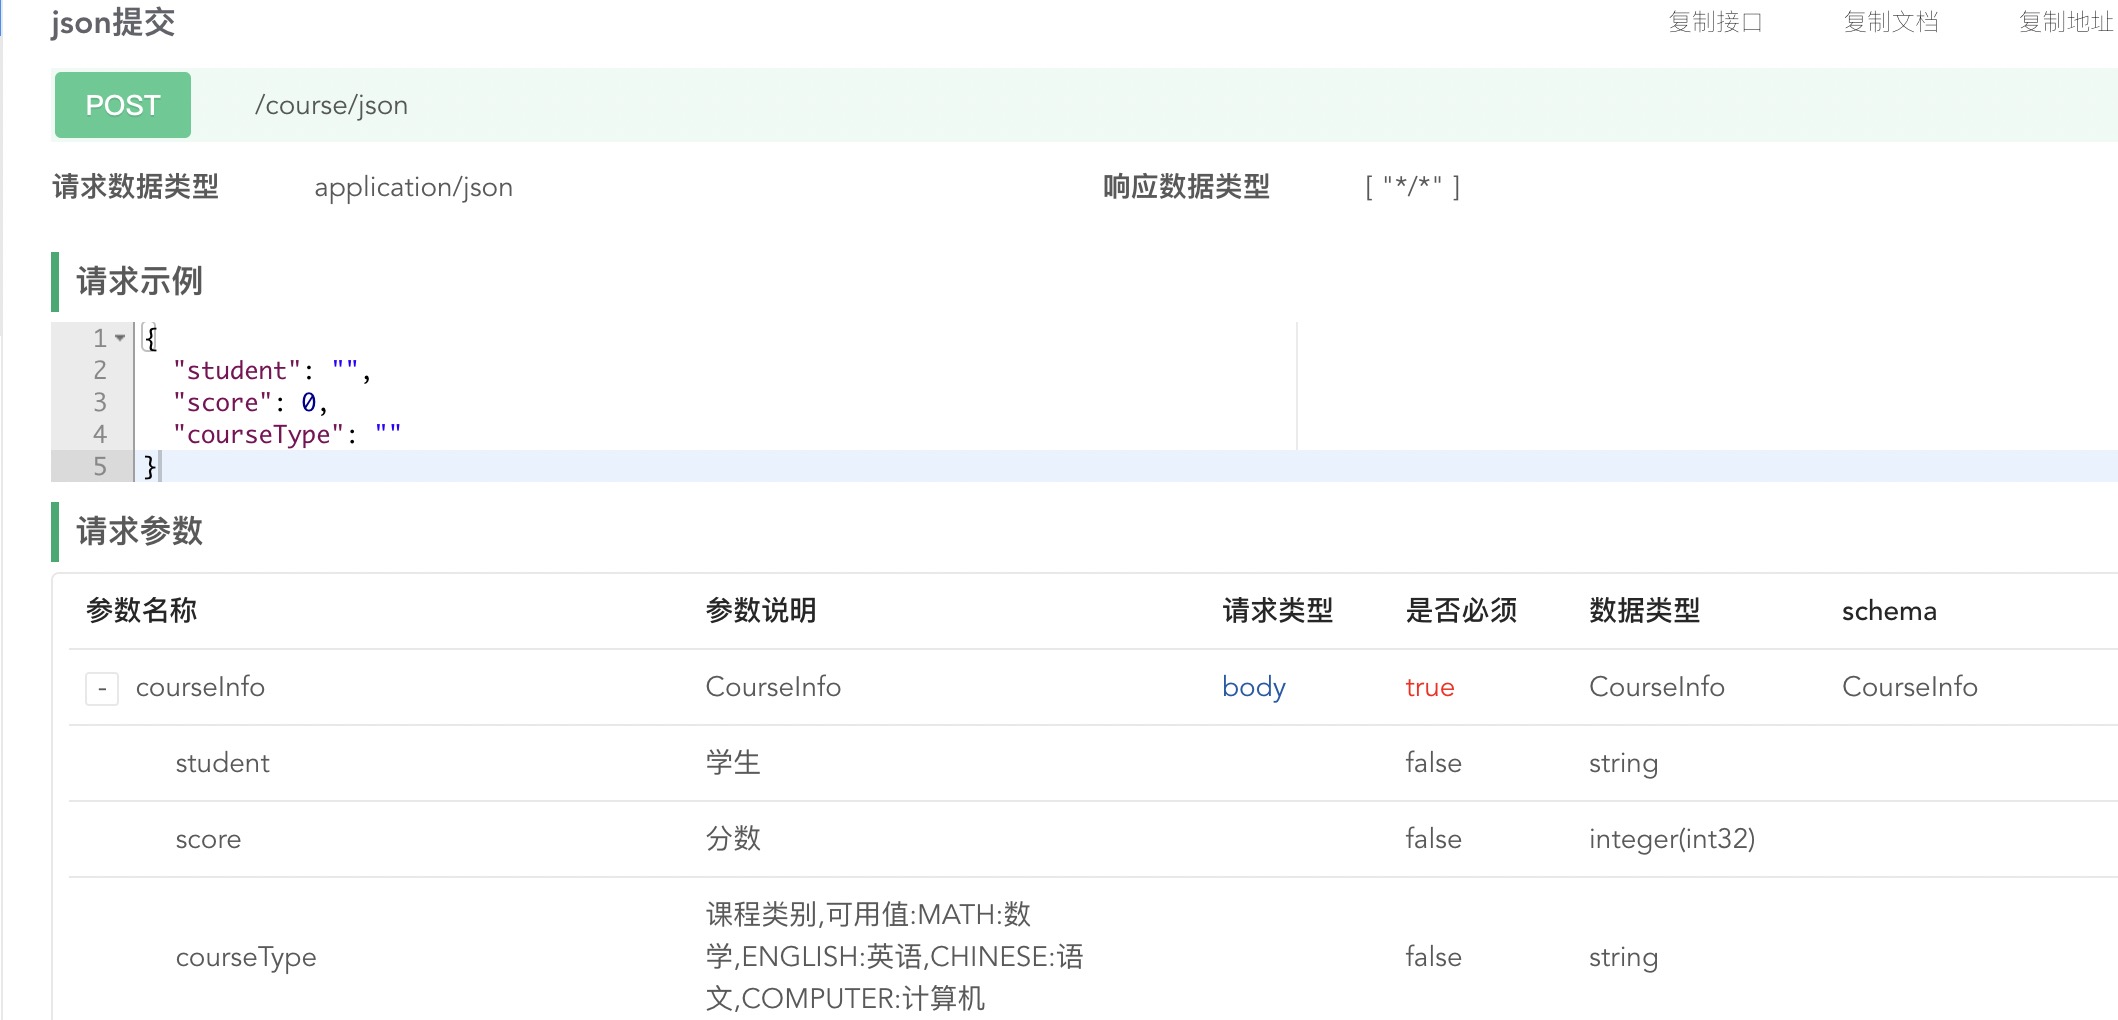 json提交 复制接口 复制文档 复制地址
POST /course/json
请求数据类型 application/json 响应数据类型 [ "*/*" ]
请求示例
1 {
2 "student": "",
3 "score": 0,
4 "courseType": ""
5 }
请求参数
参数名称 参数说明 请求类型 是否必须 数据类型 schema
- courseInfo CourseInfo body true CourseInfo CourseInfo
student 学生 false string
score 分数 false integer(int32)
课程类别,可用值:MATH:数
courseType 学,ENGLISH:英语,CHINESE:语 false string
文,COMPUTER:计算机